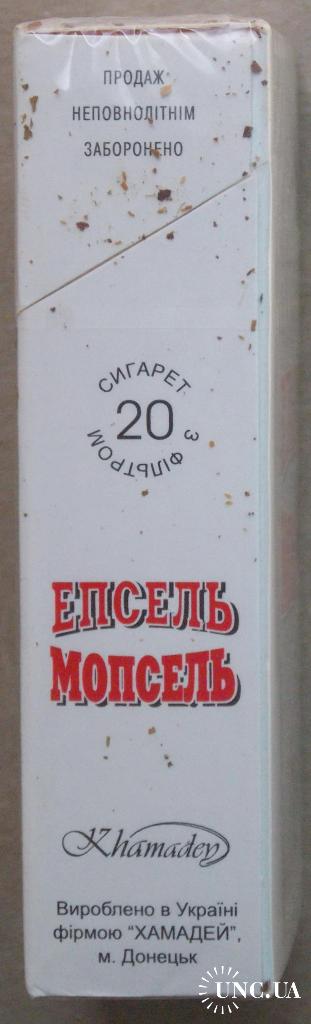 ПРОДАЖ
НЕПОВНОЛІТНІМ
ЗАБОРОНЕНО
СИГАРЕТ
20
З ФІЛЬТРОМ
ЕПСЕЛЬ
МОПСЕЛЬ
Khamadey
Вироблено в Україні
фірмою “ХАМАДЕЙ”,
м. Донецьк
UNC.UA